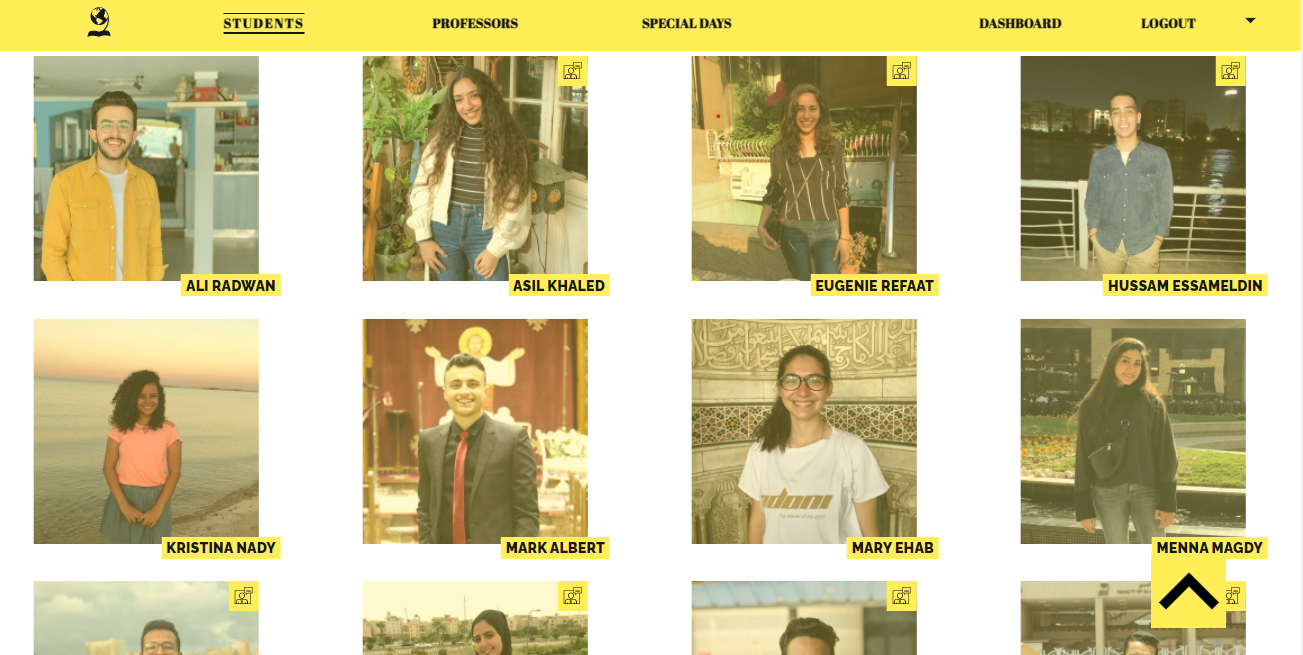 STUDENTS PROFESSORS SPECIAL DAYS DASHBOARD LOGOUT
ALI RADWAN ASIL KHALED EUGENIE REFAAT HUSSAM ESSAMELDIN
KRISTINA NADY MARK ALBERT MARY EHAB MENNA MAGDY